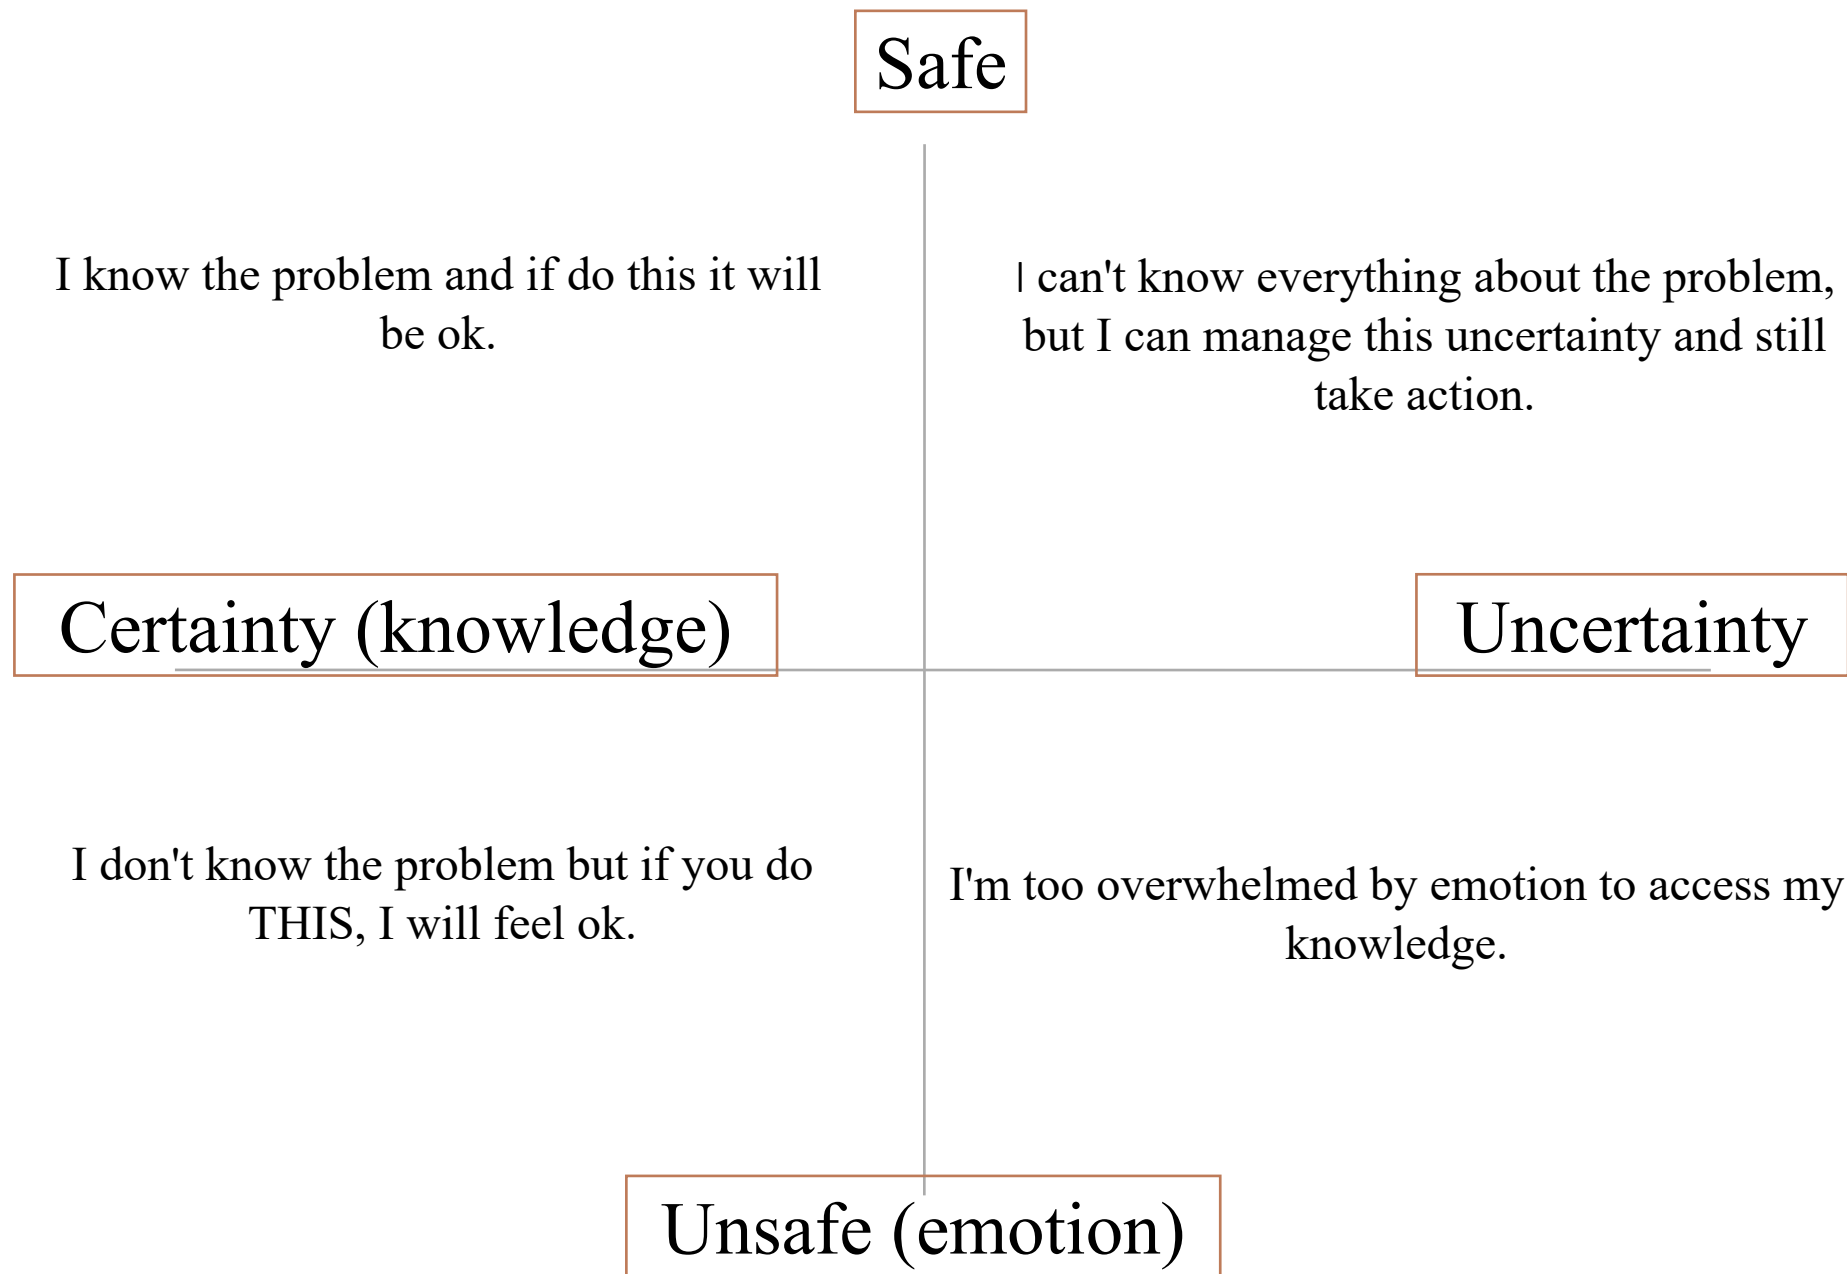 Safe
I know the problem and if do this it will
be ok.
I can't know everything about the problem,
but I can manage this uncertainty and still
take action.
Certainty (knowledge)
Uncertainty
I don't know the problem but if you do
THIS, I will feel ok.
I'm too overwhelmed by emotion to access my
knowledge.
Unsafe (emotion)